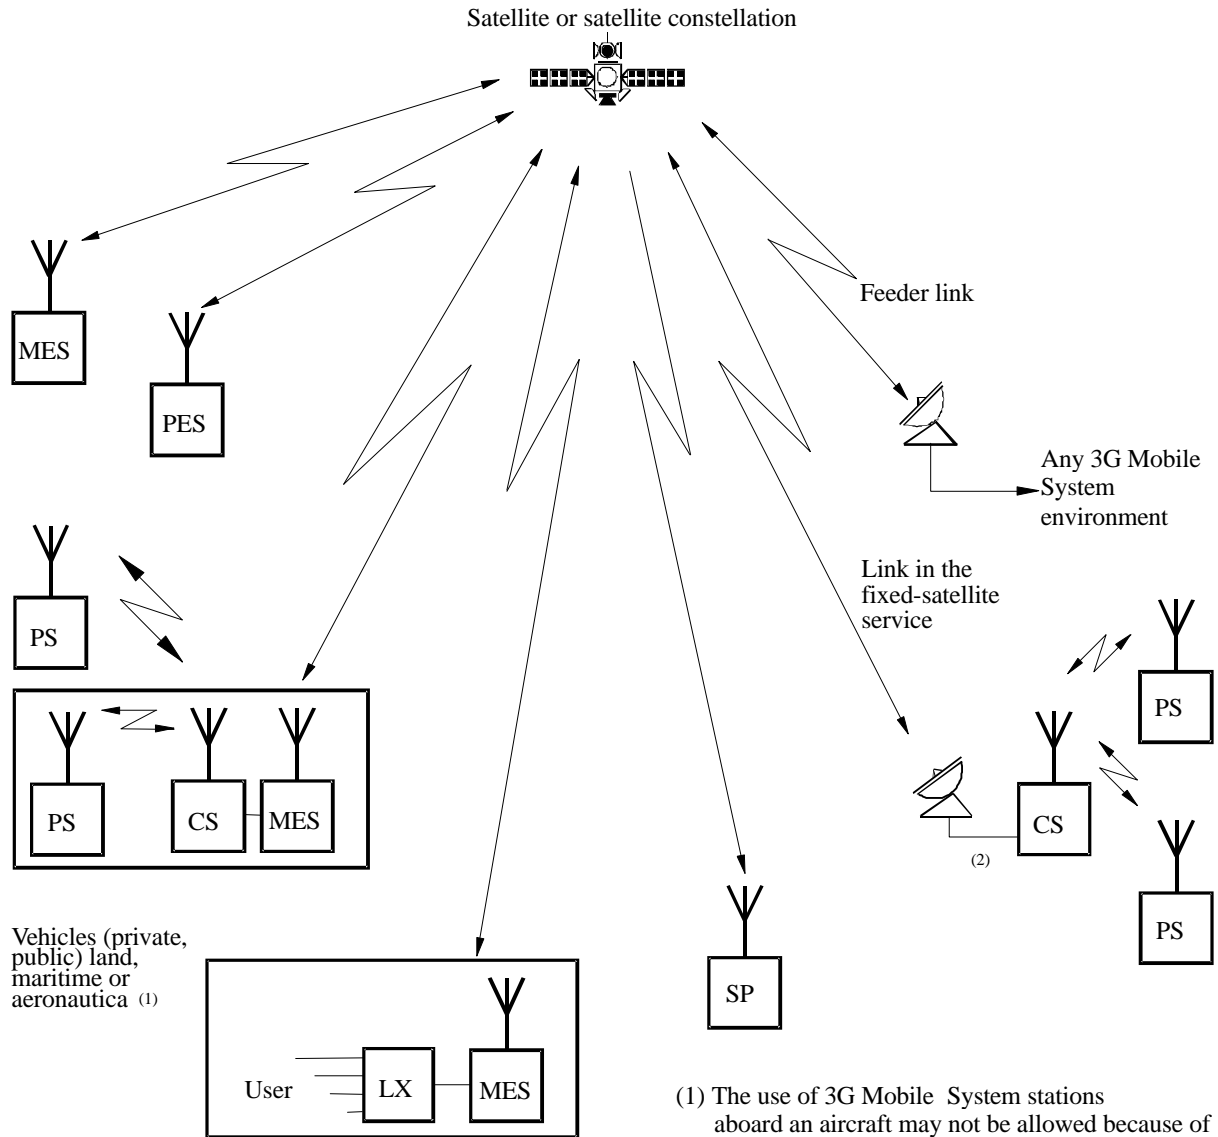 Satellite or satellite constellation
Feeder link
MES
PES
Any 3G Mobile
System
environment
PS
Link in the
fixed-satellite
service
PS
PS
CS
MES
CS
(2)
PS
Vehicles (private,
public) land,
maritime or
aeronautica (1)
SP
User
LX
MES
(1) The use of 3G Mobile System stations
aboard an aircraft may not be allowed because of